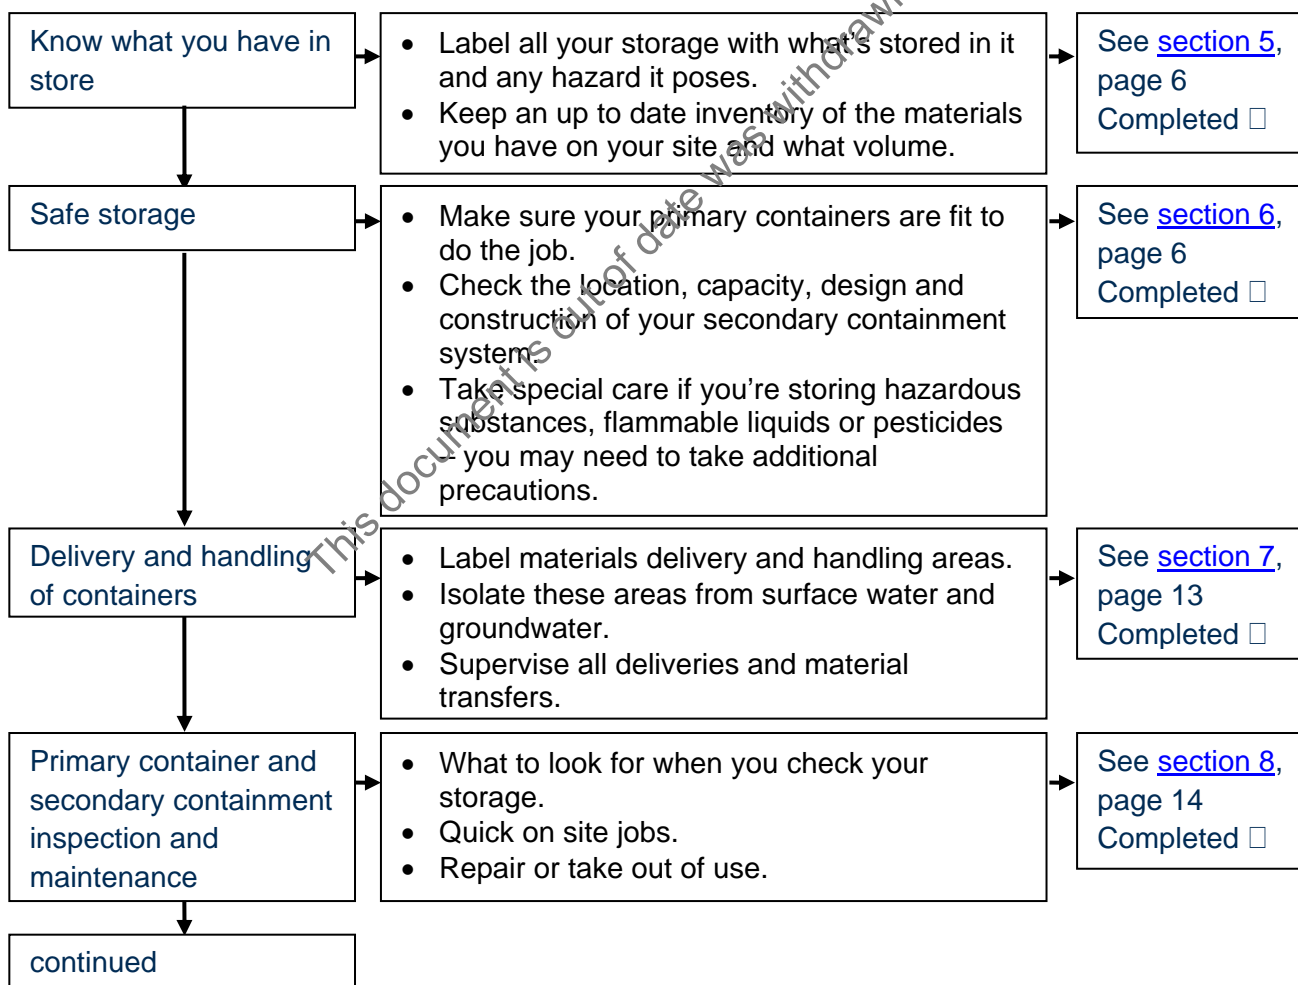 Know what you have in
store
• Label all your storage with what's stored in it
and any hazard it poses.
• Keep an up to date inventory of the materials
you have on your site and what volume.
See section 5,
page 6
Completed □
Safe storage
• Make sure your primary containers are fit to
do the job.
• Check the location, capacity, design and
construction of your secondary containment
system.
• Take special care if you're storing hazardous
substances, flammable liquids or pesticides
– you may need to take additional
precautions.
See section 6,
page 6
Completed □
Delivery and handling
of containers
• Label materials delivery and handling areas.
• Isolate these areas from surface water and
groundwater.
• Supervise all deliveries and material
transfers.
See section 7,
page 13
Completed □
Primary container and
secondary containment
inspection and
maintenance
• What to look for when you check your
storage.
• Quick on site jobs.
• Repair or take out of use.
See section 8,
page 14
Completed □
continued
This document is out of date was withdrawn